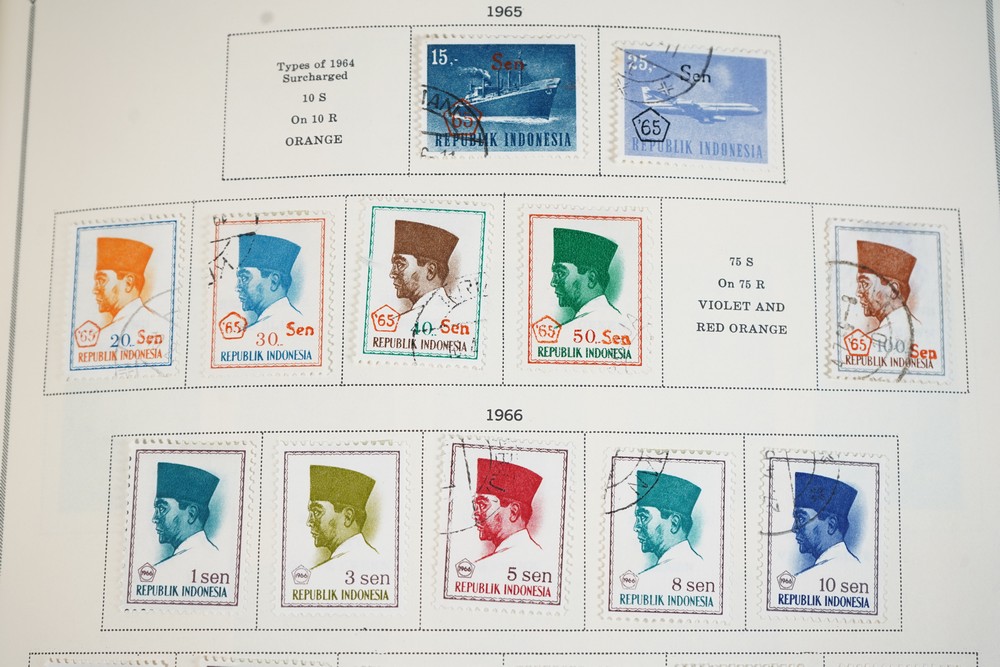 1965
Types of 1964
Surcharged
10 S
On 10 R
ORANGE
15,- Sen
'65
REPUBLIK INDONESIA
25,- Sen
'65
REPUBLIK INDONESIA
'65 20.- Sen
REPUBLIK INDONESIA
'65 30.- Sen
REPUBLIK INDONESIA
'65 40.- Sen
REPUBLIK INDONESIA
'65 50.- Sen
REPUBLIK INDONESIA
75 S
On 75 R
VIOLET AND
RED ORANGE
'65 100.- Sen
REPUBLIK INDONESIA
1966
1966 1 sen
REPUBLIK INDONESIA
1966 3 sen
REPUBLIK INDONESIA
1966 5 sen
REPUBLIK INDONESIA
1966 8 sen
REPUBLIK INDONESIA
1966 10 sen
REPUBLIK INDONESIA